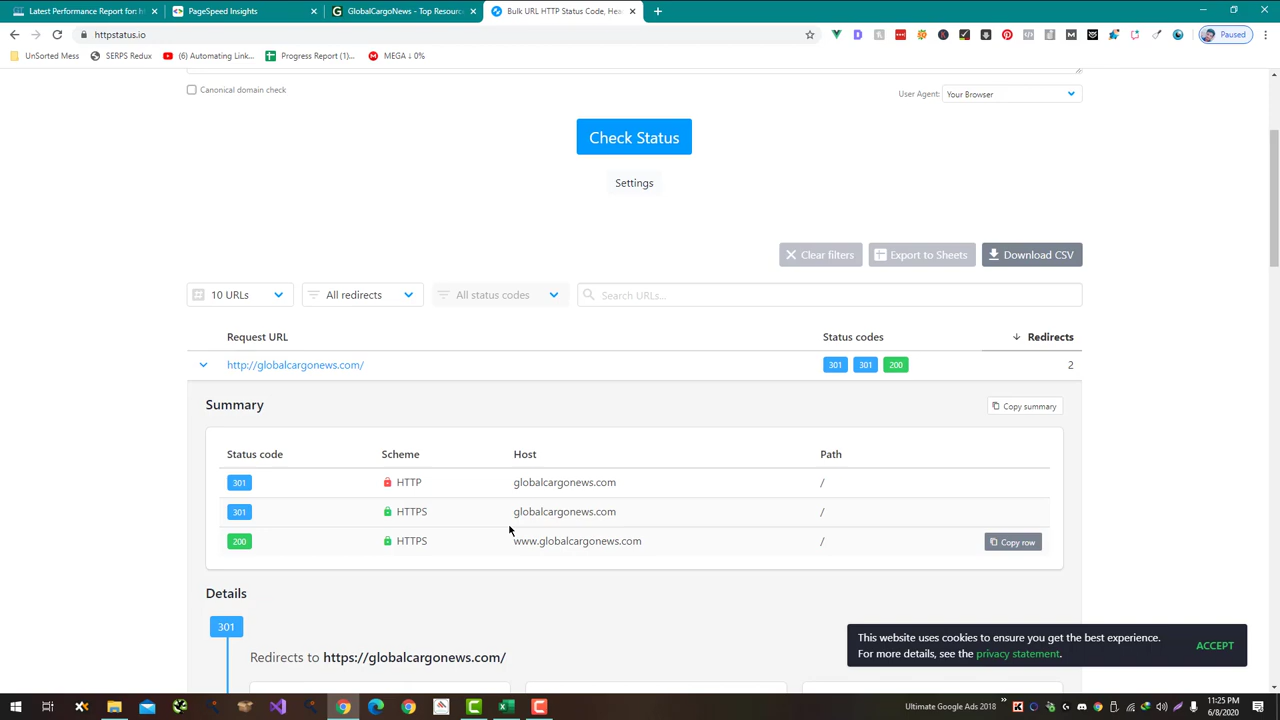 Latest Performance Report for: ht
PageSpeed Insights
GlobalCargoNews - Top Resourc
Bulk URL HTTP Status Code, Hea
httpstatus.io
Paused
UnSorted Mess
SERPS Redux
(6) Automating Link...
Progress Report (1)...
MEGA ↓ 0%
Canonical domain check
User Agent:
Your Browser
Check Status
Settings
Clear filters
Export to Sheets
Download CSV
10 URLs
All redirects
All status codes
Search URLs...
Request URL
Status codes
Redirects
http://globalcargonews.com/
301
301
200
2
Summary
Copy summary
Status code
Scheme
Host
Path
301
HTTP
globalcargonews.com
/
301
HTTPS
globalcargonews.com
/
200
HTTPS
www.globalcargonews.com
/
Copy row
Details
301
Redirects to https://globalcargonews.com/
This website uses cookies to ensure you get the best experience.
For more details, see the privacy statement.
ACCEPT
Ultimate Google Ads 2018
11:25 PM
6/8/2020